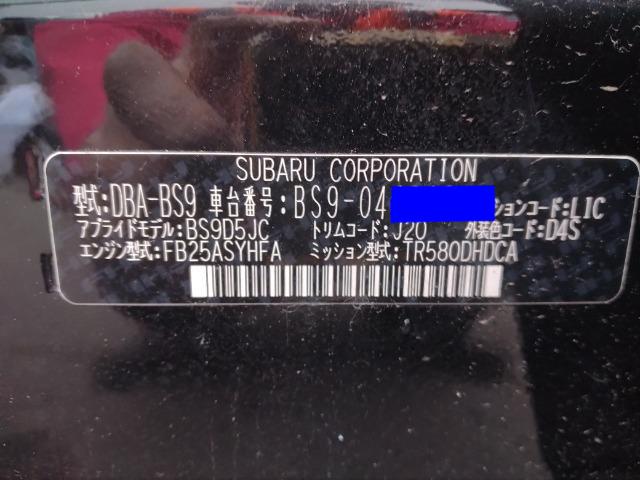 SUBARU CORPORATION
型式:DBA-BS9 車台番号:BS9-04 ションコード:LIC
アプライドモデル:BS9D5JC トリムコード:J20 外装色コード:D4S
エンジン型式:FB25ASYHFA ミッション型式:TR580DHDCA